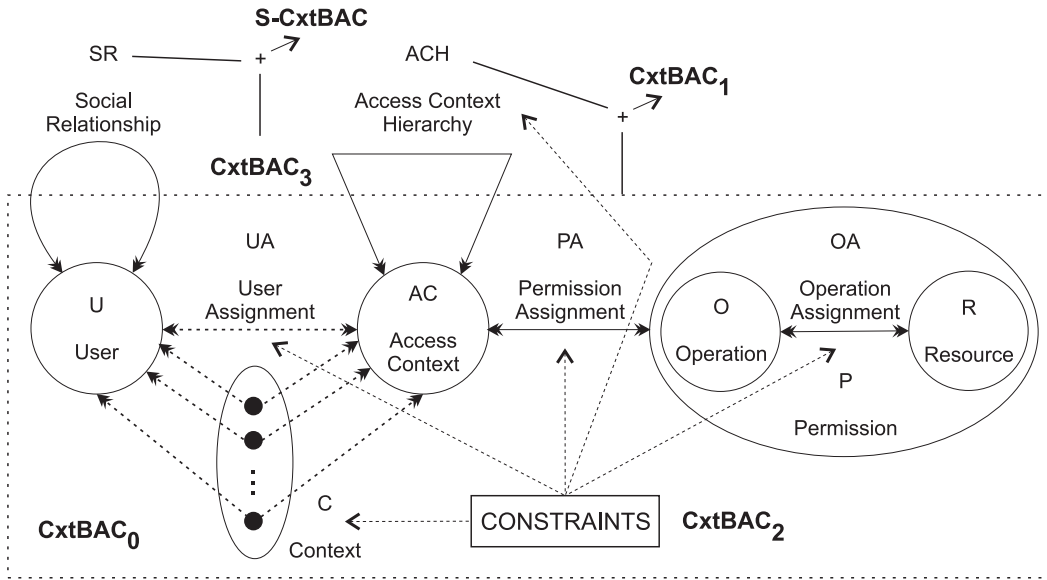 S-CxtBAC
SR
+
ACH
CxtBAC1
Social
Relationship
Access Context
Hierarchy
+
CxtBAC3
UA
PA
OA
U
User
User
Assignment
AC
Access
Context
Permission
Assignment
O
Operation
Operation
Assignment
R
Resource
P
Permission
C
Context
CONSTRAINTS
CxtBAC0
CxtBAC2